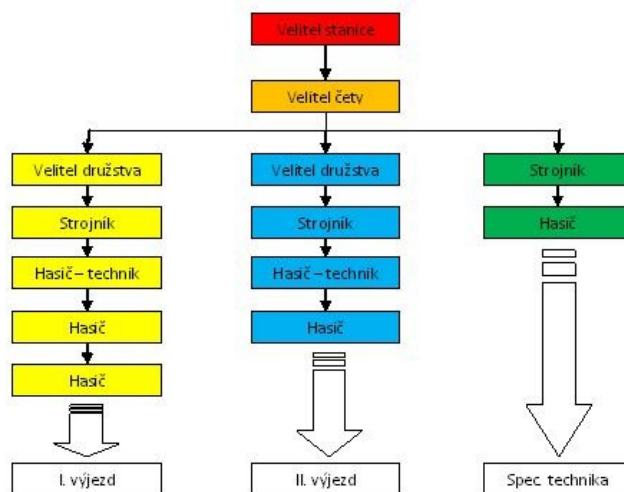 Velitel stanice
Velitel čety
Velitel družstva
Velitel družstva
Strojník
Strojník
Strojník
Hasič
Hasič – technik
Hasič – technik
Hasič
Hasič
Hasič
I. výjezd
II. výjezd
Spec. technika